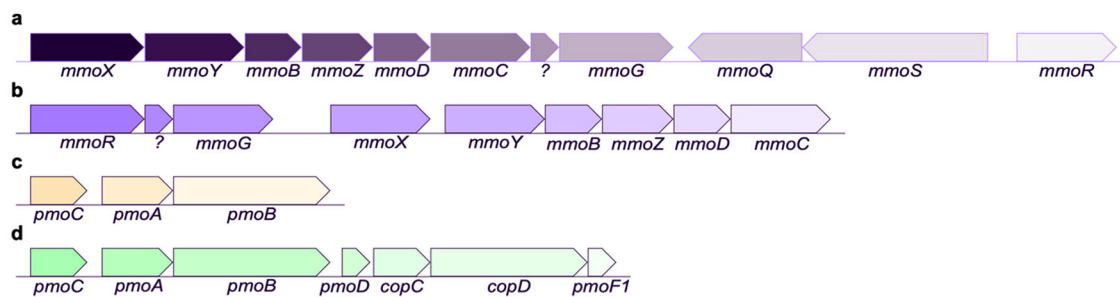 a
mmoX mmoY mmoB mmoZ mmoD mmoC ? mmoG mmoQ mmoS mmoR
b
mmoR ? mmoG mmoX mmoY mmoB mmoZ mmoD mmoC
c
pmoC pmoA pmoB
d
pmoC pmoA pmoB pmoD copC copD pmoF1